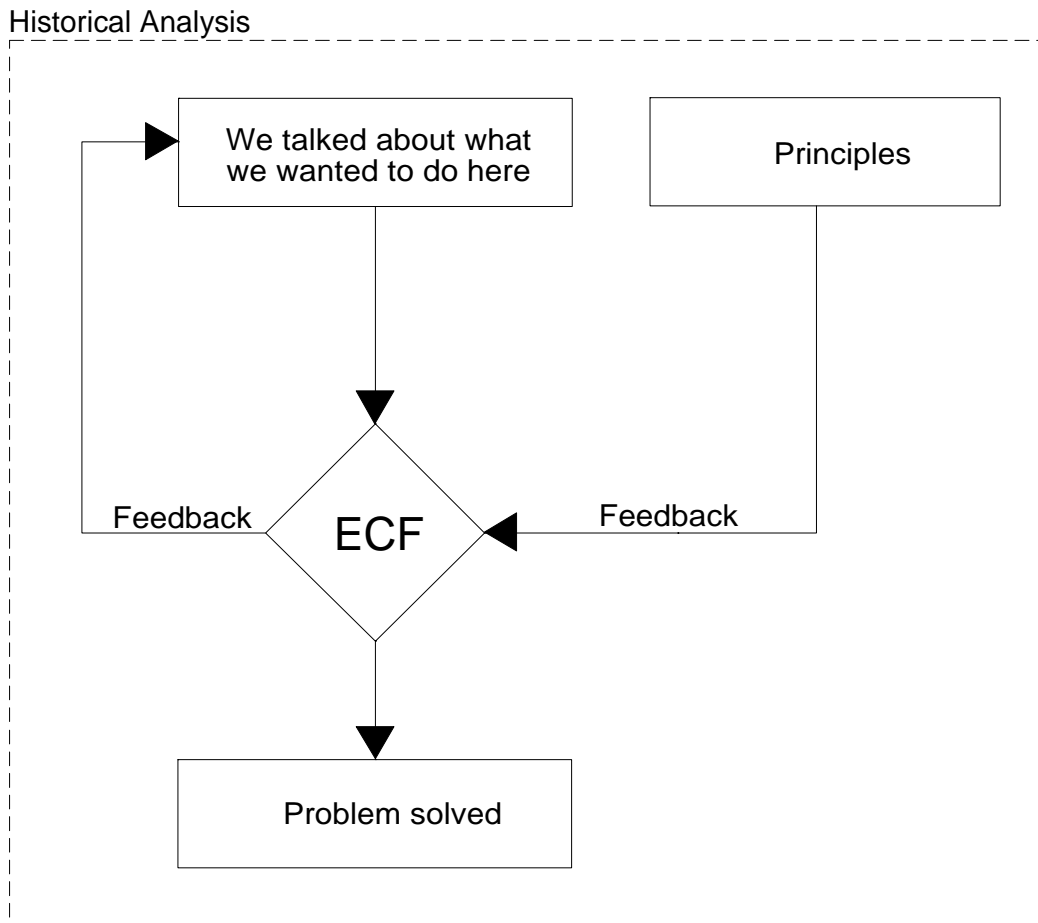 Historical Analysis
We talked about what
we wanted to do here
Principles
Feedback
ECF
Feedback
Problem solved